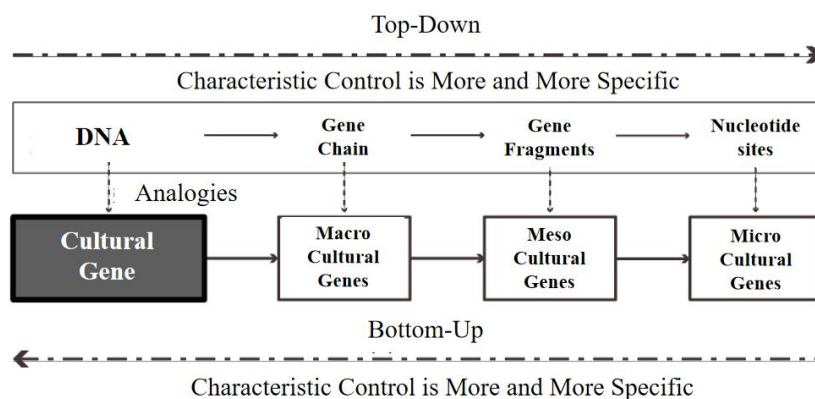 Top-Down
Characteristic Control is More and More Specific
DNA
Gene
Chain
Gene
Fragments
Nucleotide
sites
Analogies
Cultural
Gene
Macro
Cultural
Genes
Meso
Cultural
Genes
Micro
Cultural
Genes
Bottom-Up
Characteristic Control is More and More Specific